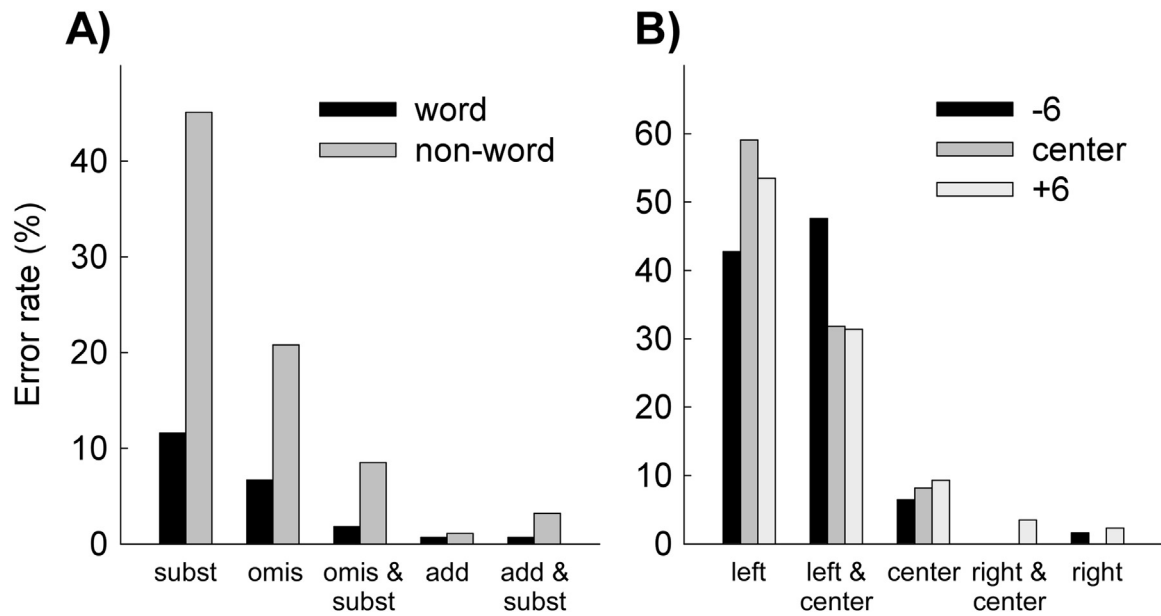 A)
word
non-word
Error rate (%)
40
30
20
10
0
subst
omis
omis &
subst
add
add &
subst
B)
-6
center
+6
60
50
40
30
20
10
0
left
left &
center
center
right &
center
right